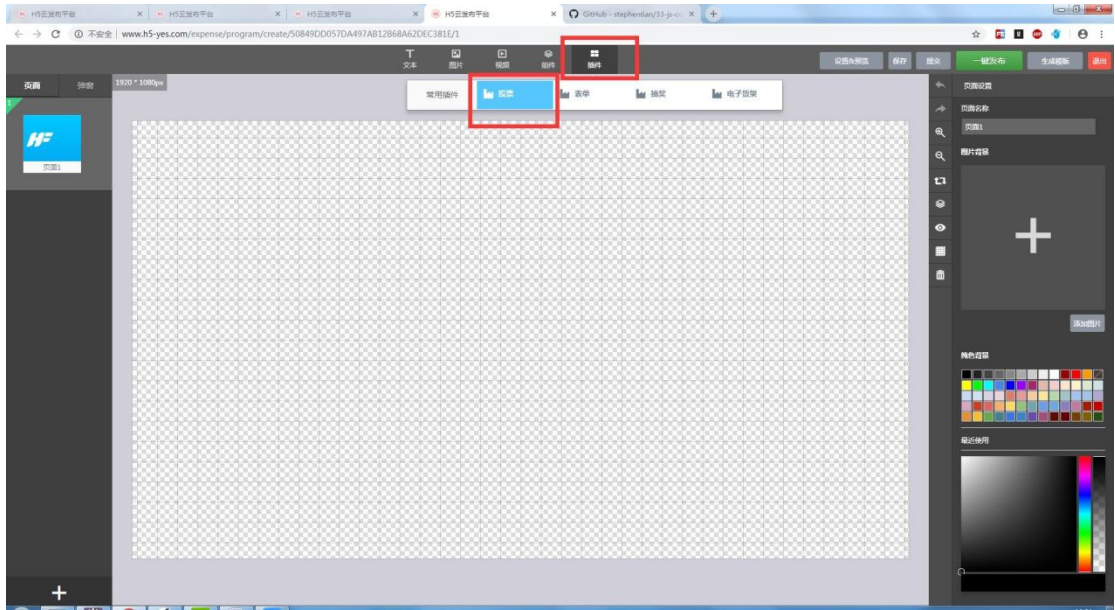 H5云发布平台
H5云发布平台
H5云发布平台
H5云发布平台
GitHub - stephentian/33-js-co
不安全 | www.h5-yes.com/expense/program/create/50849DD057DA497AB12B68A62DEC381E/1
文本
图片
视频
组件
插件
设置&预览
保存
提交
一键发布
生成模版
退出
页面
弹窗
1920 * 1080px
常用插件
投票
表单
抽奖
电子货架
页面设置
1
页面名称
页面1
页面1
图片背景
添加图片
纯色背景
最近使用